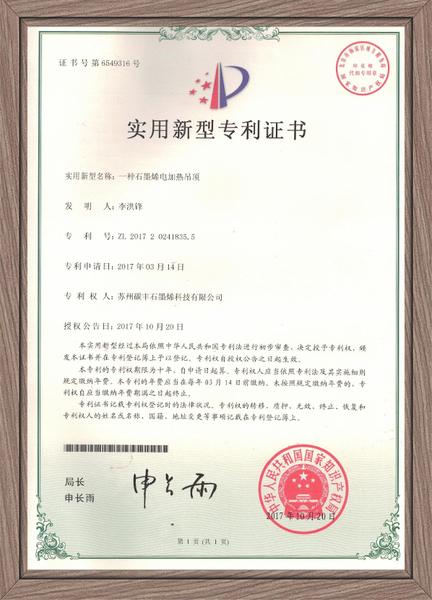 证书号第6549316号
实用新型专利证书
实用新型名称：一种石墨烯电加热吊顶
发明人：李洪锋
专利号：ZL 2017 2 0241835.5
专利申请日：2017年03月14日
专利权人：苏州碳丰石墨烯科技有限公司
授权公告日：2017年10月20日
本实用新型经过本局依照中华人民共和国专利法进行初步审查，决定授予专利权，颁
发本证书并在专利登记簿上予以登记。专利权自授权公告之日起生效。
本专利的专利权期限为十年，自申请日起算。专利权人应当依照专利法及其实施细则
规定缴纳年费。本专利的年费应当在每年03月14日前缴纳。未按照规定缴纳年费的，专
利权自应当缴纳年费期满之日起终止。
专利证书记载专利权登记时的法律状况。专利权的转移、质押、无效、终止、恢复和
专利权人的姓名或名称、国籍、地址变更等事项记载在专利登记簿上。
局长
申长雨
申长雨
中华人民共和国国家知识产权局
2017年10月20日
第1页（共1页）